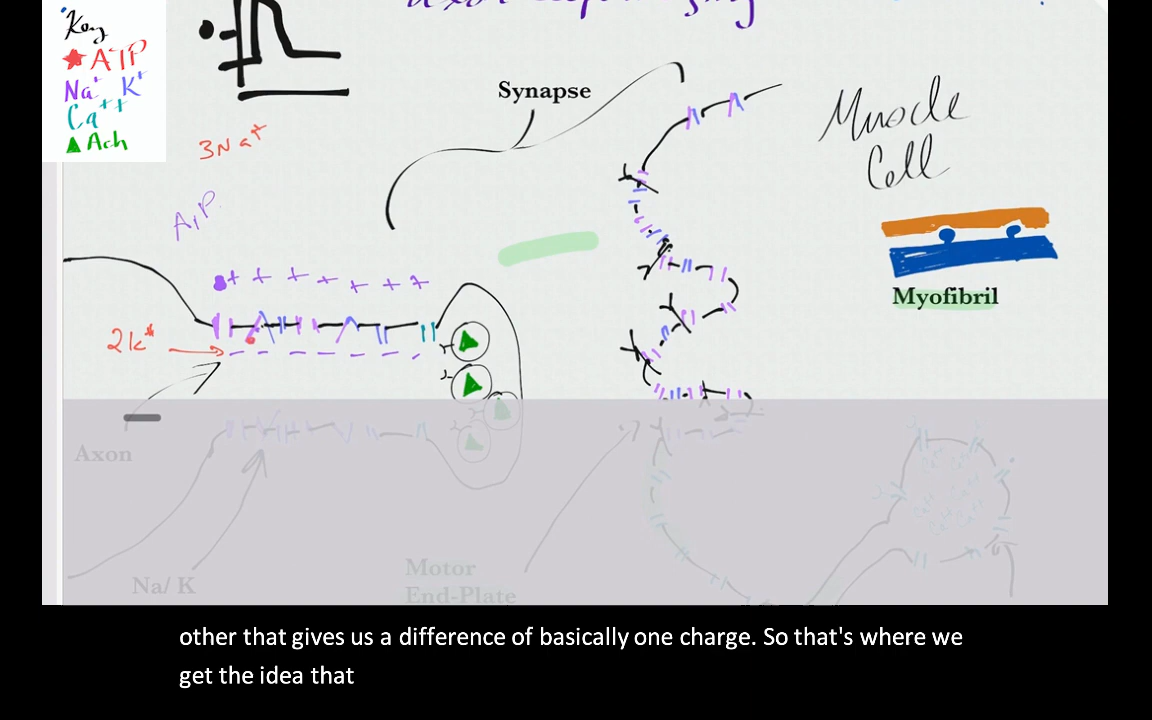 Key
ATP
Na+ K+
Ca++
Ach
3Na+
Synapse
Muscle
Cell
ATP
Myofibril
2K+
Axon
Na/ K
Motor
End-Plate
other that gives us a difference of basically one charge. So that's where we
get the idea that